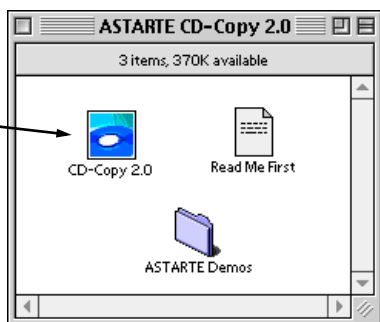 ASTARTE CD-Copy 2.0
3 items, 370K available
CD-Copy 2.0
Read Me First
ASTARTE Demos